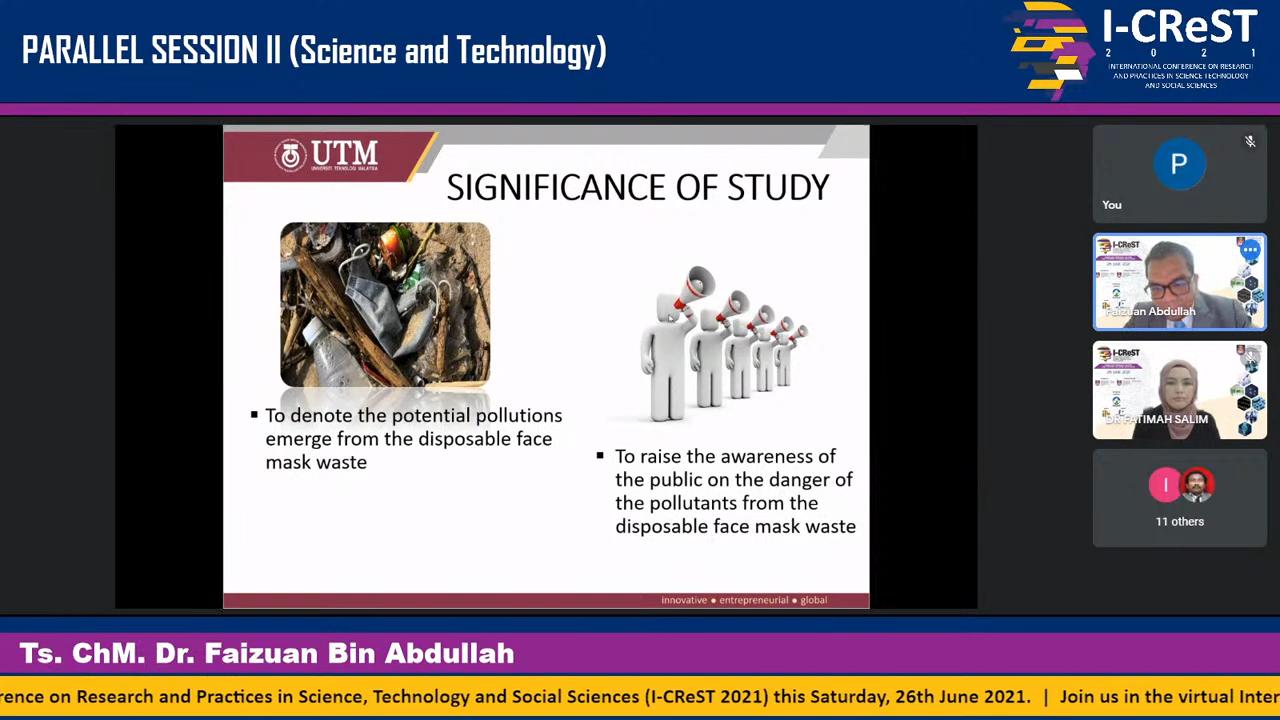 PARALLEL SESSION II (Science and Technology)
I-CReST
2 0 2 1
INTERNATIONAL CONFERENCE ON RESEARCH
AND PRACTICES IN SCIENCE TECHNOLOGY
AND SOCIAL SCIENCES
UTM
UNIVERSITI TEKNOLOGI MALAYSIA
SIGNIFICANCE OF STUDY
▪ To denote the potential pollutions
emerge from the disposable face
mask waste
▪ To raise the awareness of
the public on the danger of
the pollutants from the
disposable face mask waste
innovative ● entrepreneurial ● global
P
You
I-CReST
Faizuan Abdullah
I-CReST
DR FATIMAH SALIM
I
11 others
Ts. ChM. Dr. Faizuan Bin Abdullah
rence on Research and Practices in Science, Technology and Social Sciences (I-CReST 2021) this Saturday, 26th June 2021. | Join us in the virtual Inter